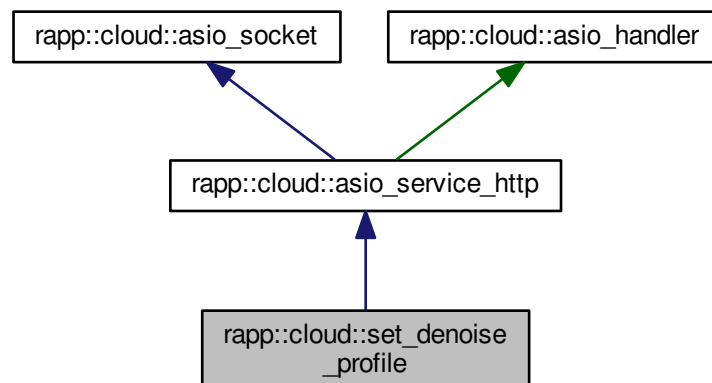 rapp::cloud::asio_socket
rapp::cloud::asio_handler
rapp::cloud::asio_service_http
rapp::cloud::set_denoise
_profile